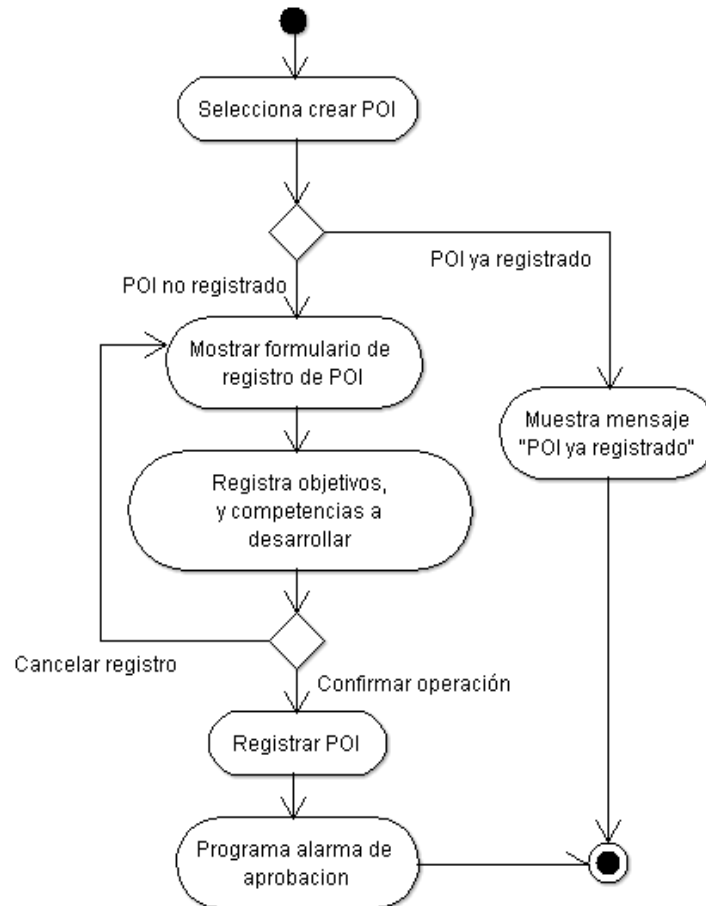 Selecciona crear POI
POI ya registrado
POI no registrado
Mostrar formulario de
registro de POI
Muestra mensaje
"POI ya registrado"
Registra objetivos,
y competencias a
desarrollar
Cancelar registro
Confirmar operación
Registrar POI
Programa alarma de
aprobacion